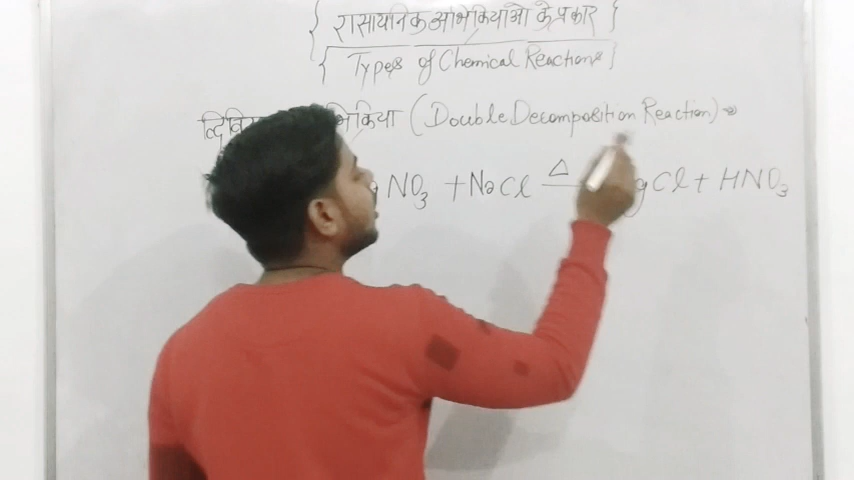 { रासायनिक अभिक्रियाओ के प्रकार }
{ Types of Chemical Reactions }
(Double Decomposition Reaction)
NO₃ + NaCl —Δ→ gCl + HNO₃